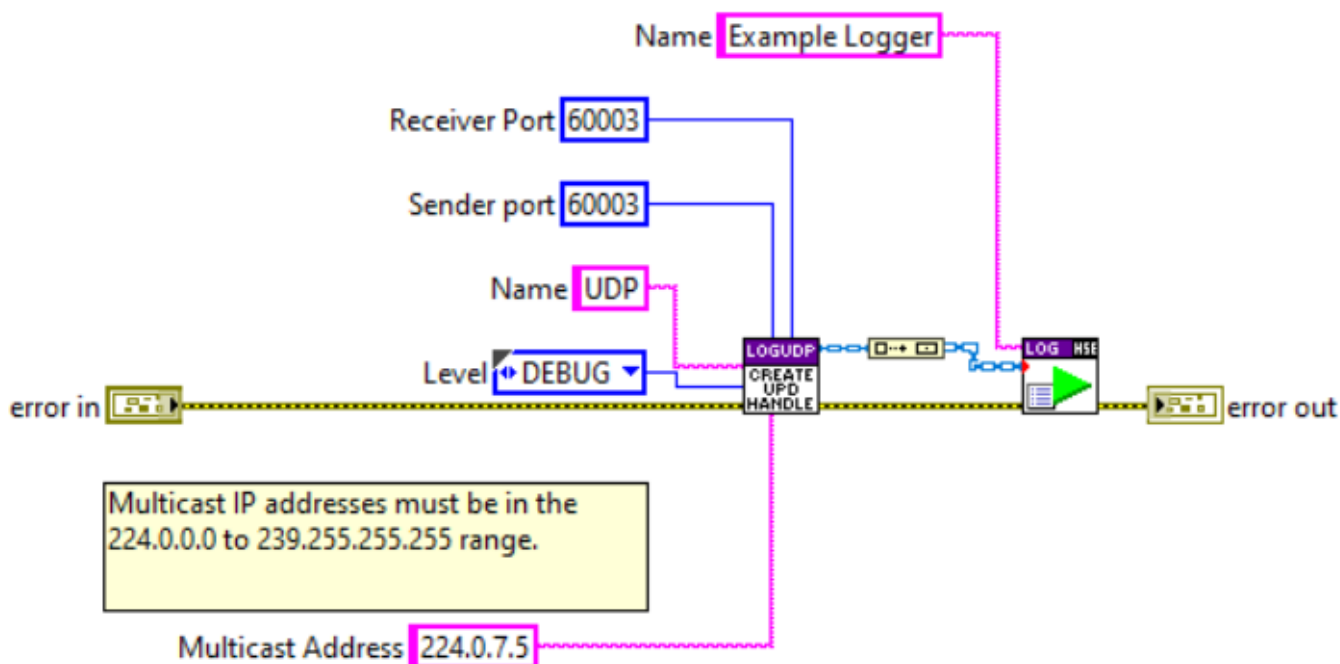 Name Example Logger
Receiver Port 60003
Sender port 60003
Name UDP
Level DEBUG
LOGUDP
CREATE
UPD
HANDLE
LOG HSE
error in
error out
Multicast IP addresses must be in the
224.0.0.0 to 239.255.255.255 range.
Multicast Address 224.0.7.5